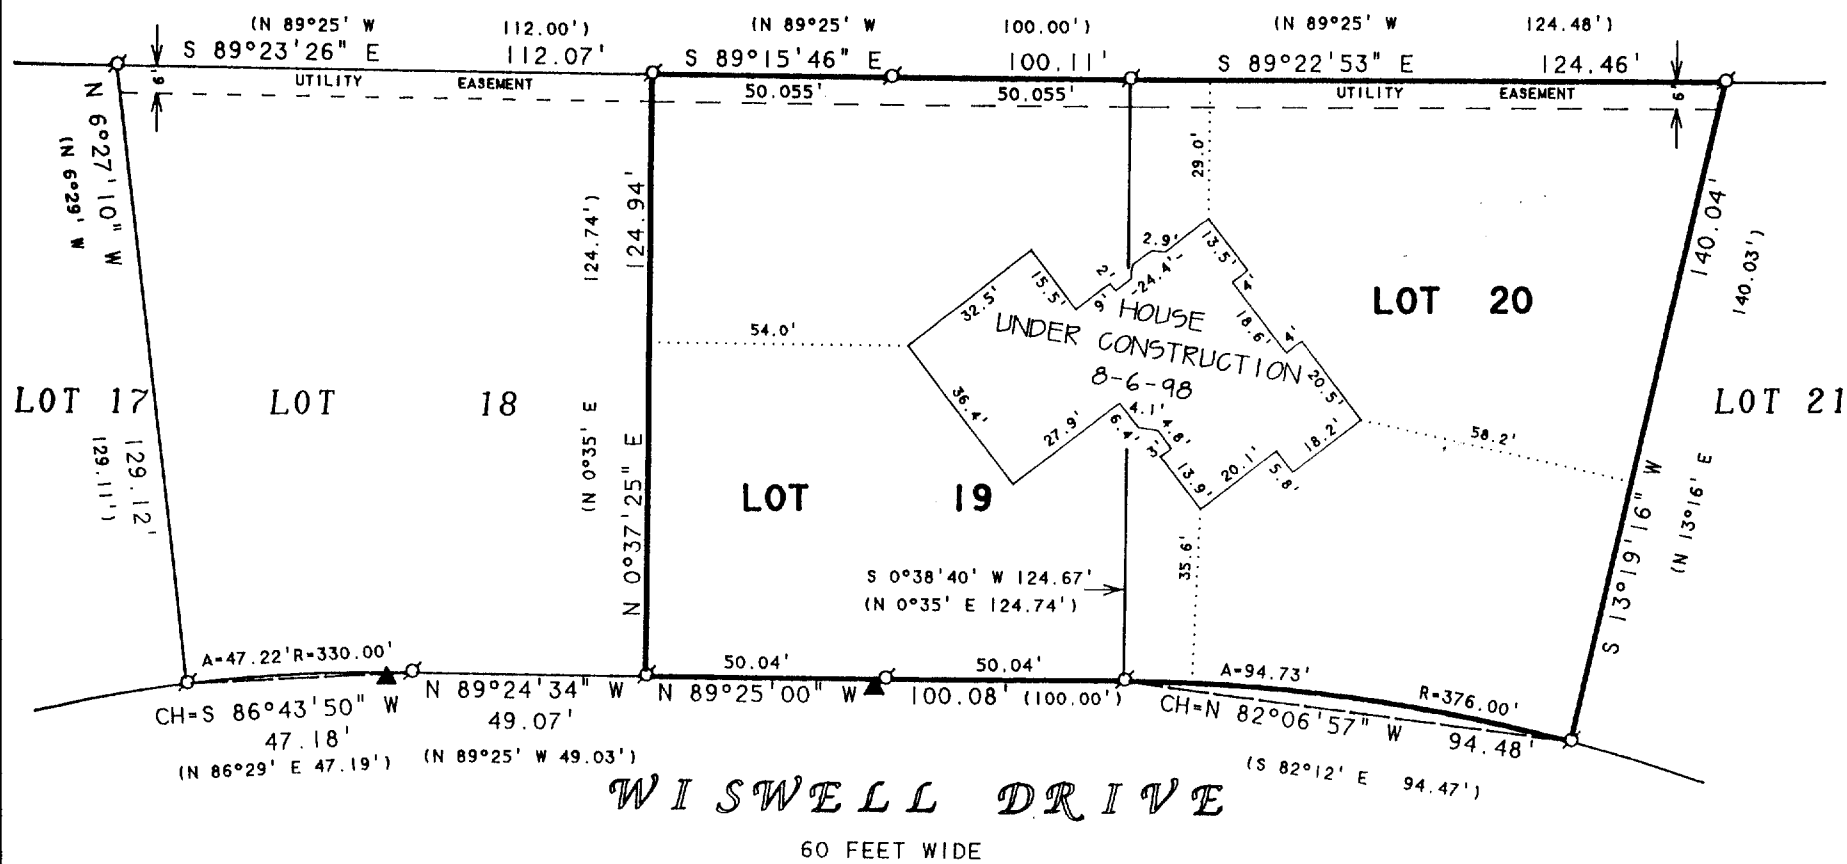 (N 89°25' W 112.00')
(N 89°25' W 100.00')
(N 89°25' W 124.48')
S 89°23'26" E 112.07'
S 89°15'46" E 100.11'
S 89°22'53" E 124.46'
9'
UTILITY EASEMENT
50.055'
50.055'
UTILITY EASEMENT
9'
N 6°27'10" W
129.12'
(N 6°29' W
129.11')
N 0°37'25" E
124.94'
(N 0°35' E
124.74')
29.0'
140.04'
S 13°19'16" W
140.03')
(N 13°16' E
2.9'
13.5'
2'
24.4'
15.5'
9'
4'
32.5'
18.6'
4'
HOUSE
UNDER CONSTRUCTION
8-6-98
54.0'
20.5'
36.4'
27.9'
4.1'
6.4'
4.8'
3'
13.9'
20.1'
5.8'
18.2'
58.2'
LOT 20
LOT 17
LOT 18
LOT 21
LOT 19
35.6'
S 0°38'40" W 124.67'
(N 0°35' E 124.74')
A=47.22' R=330.00'
50.04'
50.04'
A=94.73'
R=376.00'
CH=S 86°43'50" W
47.18'
(N 86°29' E 47.19')
N 89°24'34" W
49.07'
(N 89°25' W 49.03')
N 89°25'00" W 100.08' (100.00')
CH=N 82°06'57" W 94.48'
(S 82°12' E 94.47')
WISWELL DRIVE
60 FEET WIDE